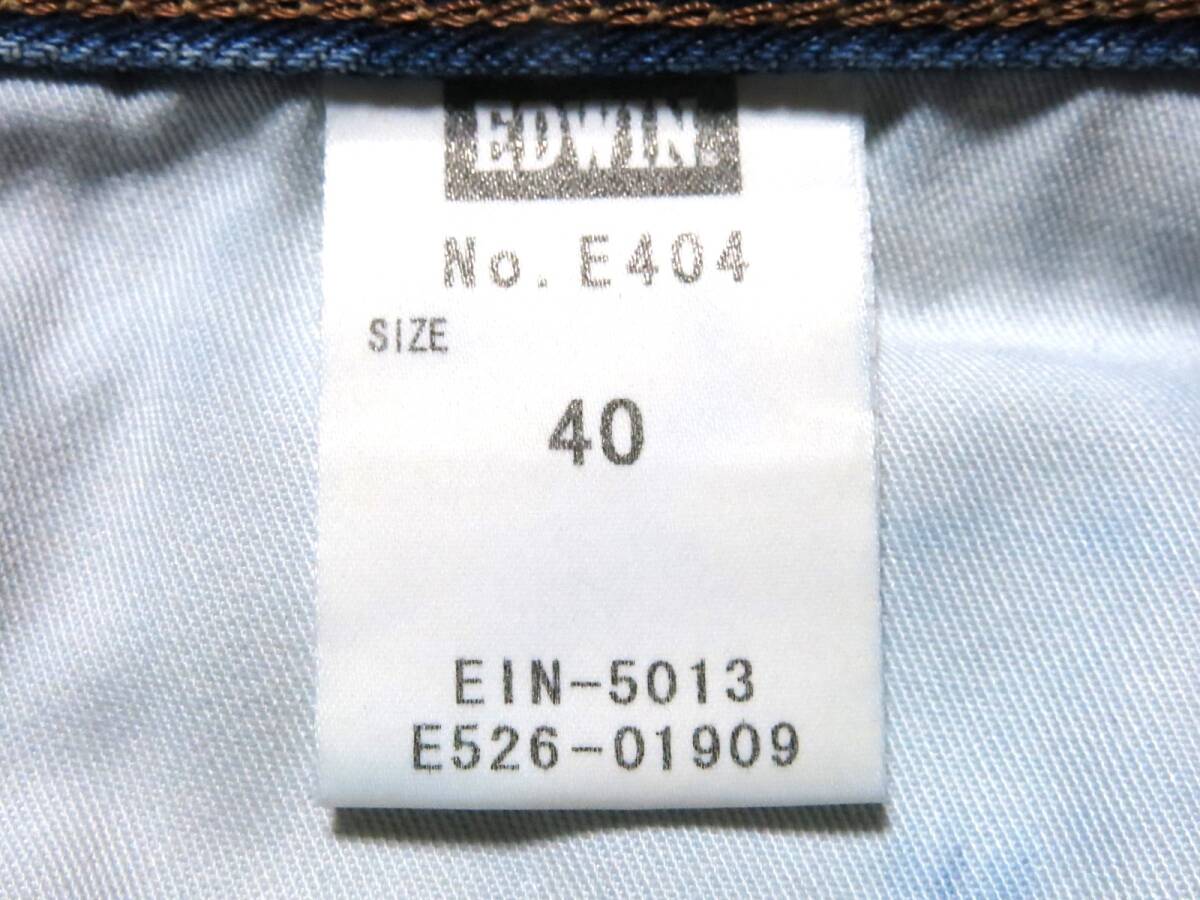 EDWIN.
No. E404
SIZE
40
EIN-5013
E526-01909